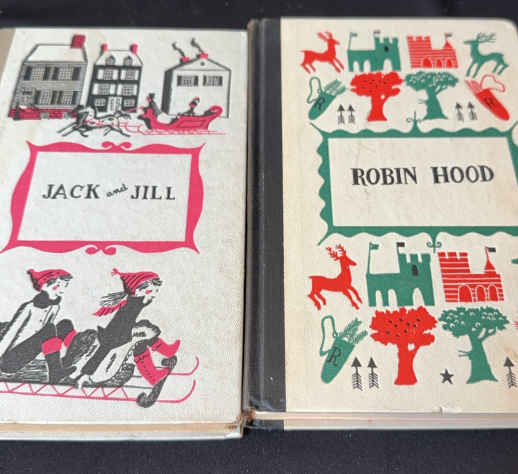 JACK and JILL
ROBIN HOOD
R
R